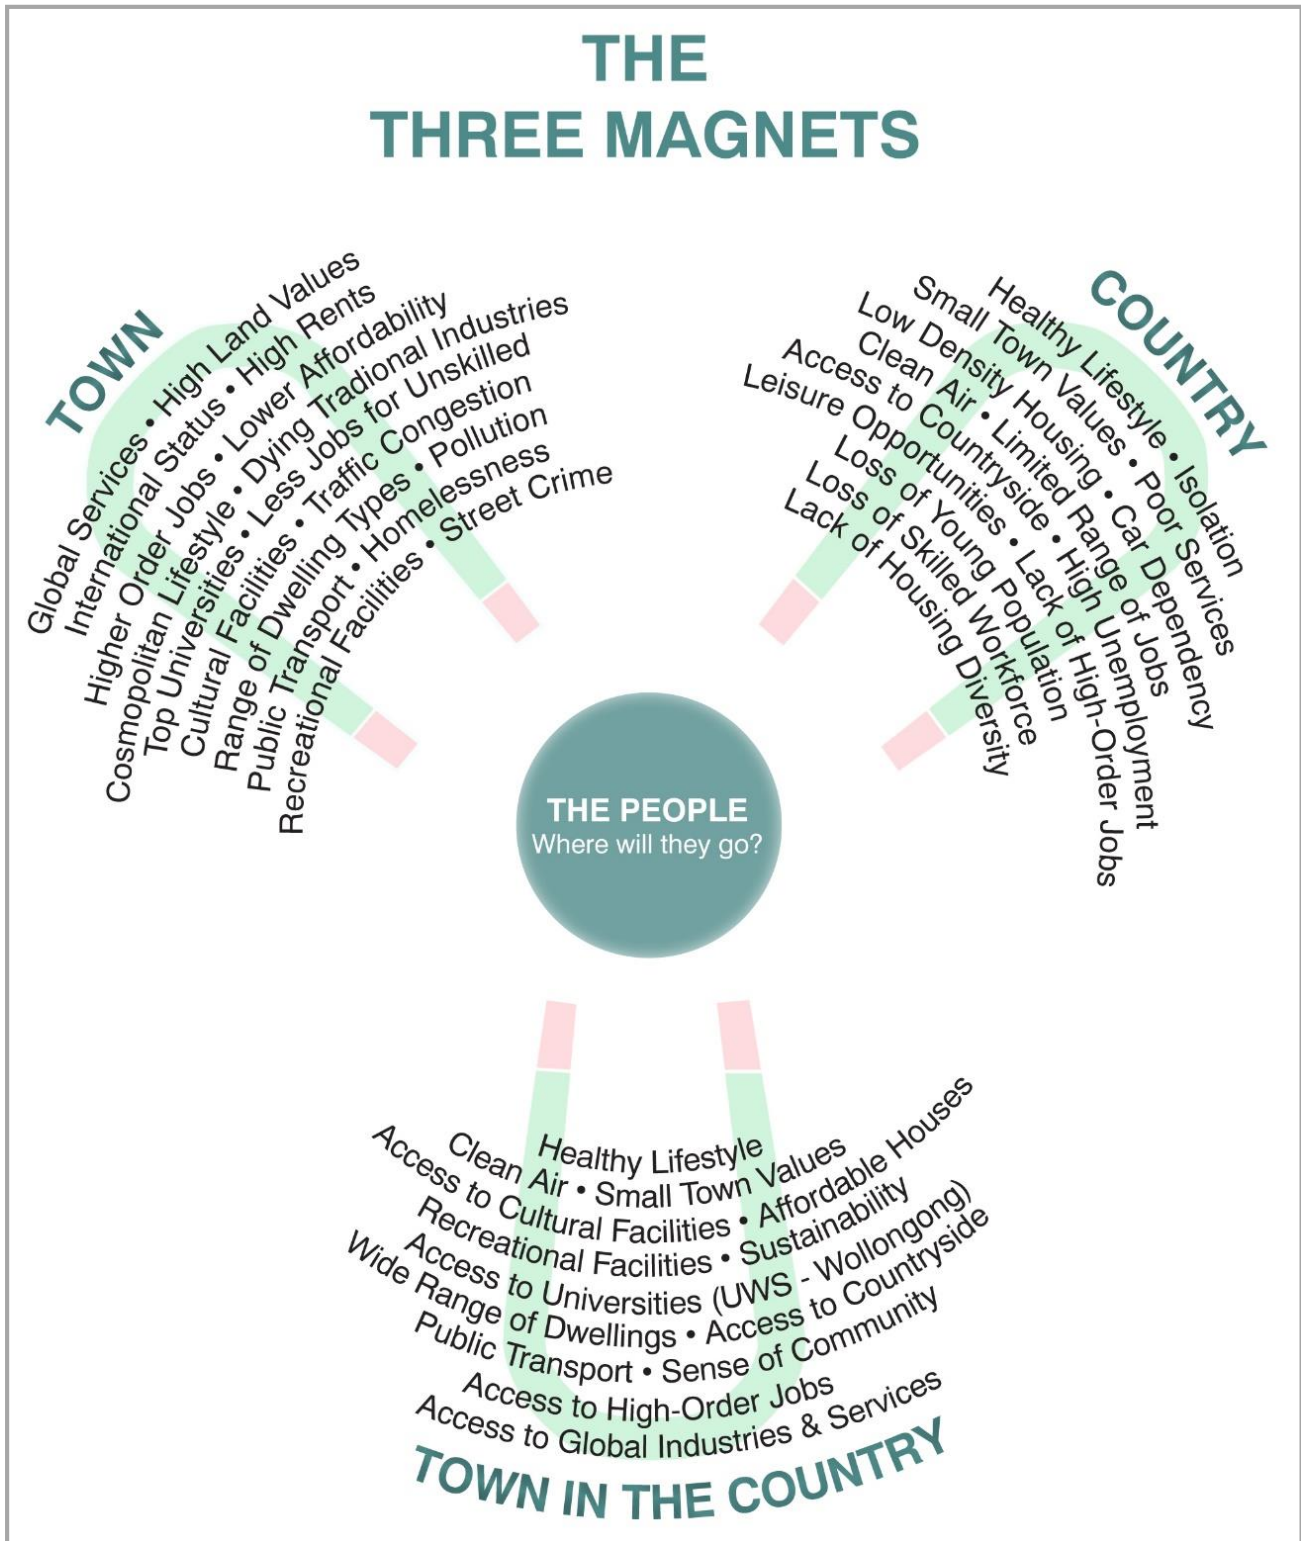 THE
THREE MAGNETS
TOWN
Global Services • High Land Values
International Status • High Rents
Higher Order Jobs • Lower Affordability
Cosmopolitan Lifestyle • Dying Tradional Industries
Top Universities • Less Jobs for Unskilled
Cultural Facilities • Traffic Congestion
Range of Dwelling Types • Pollution
Public Transport • Homelessness
Recreational Facilities • Street Crime
COUNTRY
Healthy Lifestyle • Isolation
Small Town Values • Poor Services
Low Density Housing • Car Dependency
Clean Air • Limited Range of Jobs
Access to Countryside • High Unemployment
Leisure Opportunities • Lack of High-Order Jobs
Loss of Young Population
Loss of Skilled Workforce
Lack of Housing Diversity
THE PEOPLE
Where will they go?
Healthy Lifestyle
Clean Air • Small Town Values
Access to Cultural Facilities • Affordable Houses
Recreational Facilities • Sustainability
Access to Universities (UWS - Wollongong)
Wide Range of Dwellings • Access to Countryside
Public Transport • Sense of Community
Access to High-Order Jobs
Access to Global Industries & Services
TOWN IN THE COUNTRY